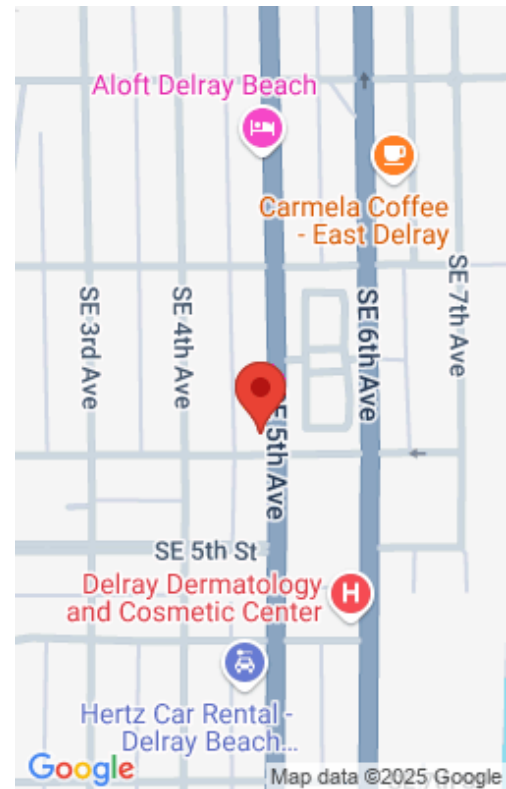 Aloft Delray Beach
Carmela Coffee
- East Delray
SE 3rd Ave
SE 4th Ave
SE 5th Ave
SE 6th Ave
SE 7th Ave
SE 5th St
Delray Dermatology
and Cosmetic Center
H
Hertz Car Rental -
Delray Beach...
Google
Map data ©2025 Google